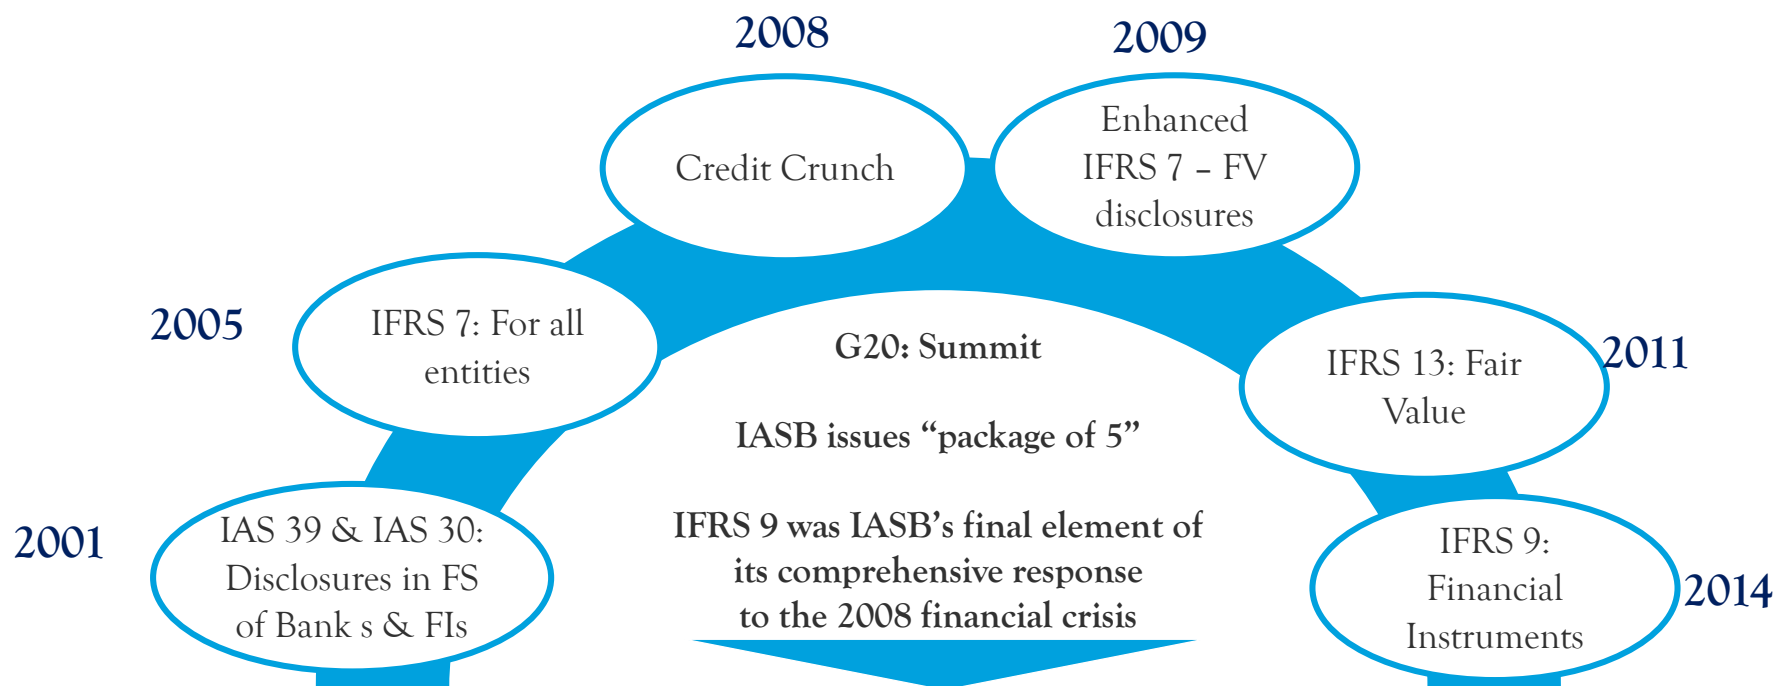 2008
2009
Credit Crunch
Enhanced
IFRS 7 – FV
disclosures
2005
IFRS 7: For all
entities
G20: Summit
IASB issues “package of 5”
IFRS 9 was IASB’s final element of
its comprehensive response
to the 2008 financial crisis
IFRS 13: Fair
Value
2011
2001
IAS 39 & IAS 30:
Disclosures in FS
of Bank s & FIs
IFRS 9:
Financial
Instruments
2014